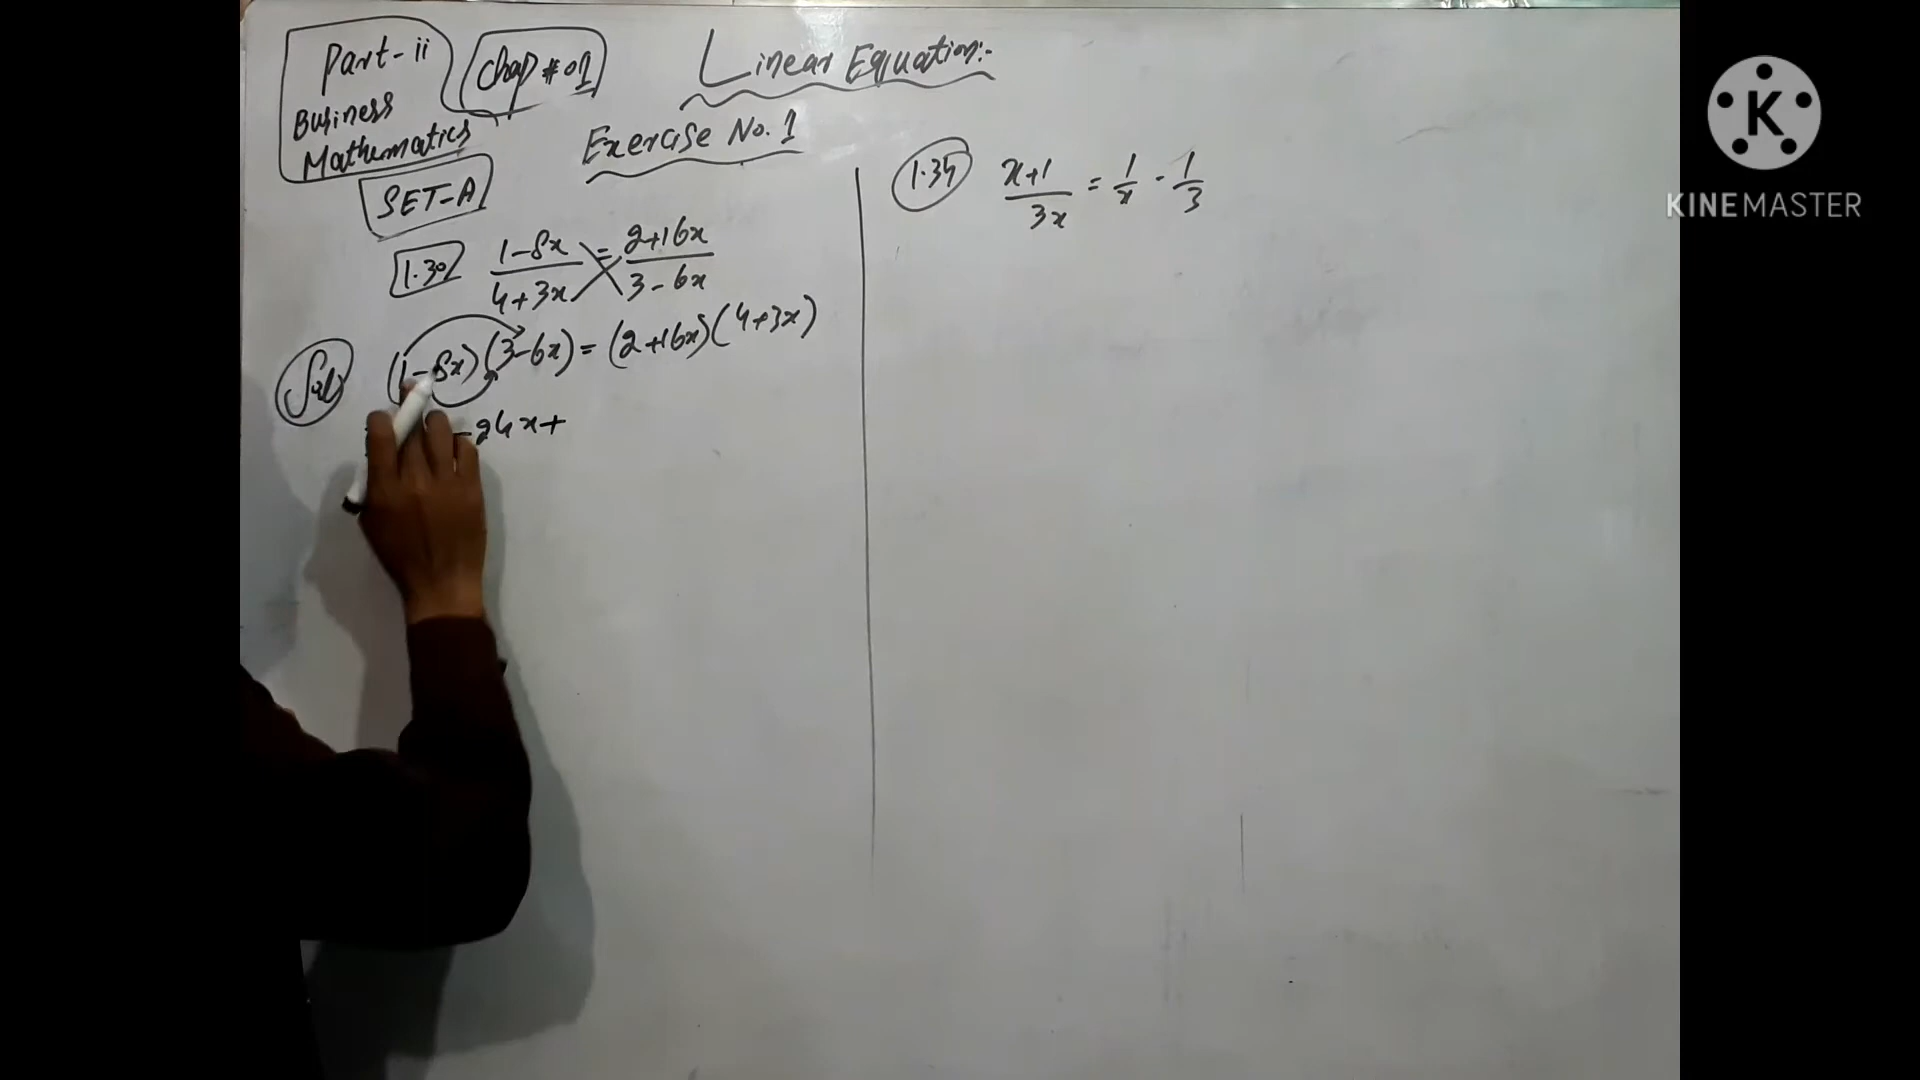 Part-ii
Business
Mathematics
Chap # 01
Linear Equation:-
Exercise No. 1
SET-A
1.30 1-8x/4+3x = 2+16x/3-6x
Sol (1-8x)(3-6x) = (2+16x)(4+3x)
-24x+
1.34 x+1/3x = 1/x - 1/3
K
KINEMASTER